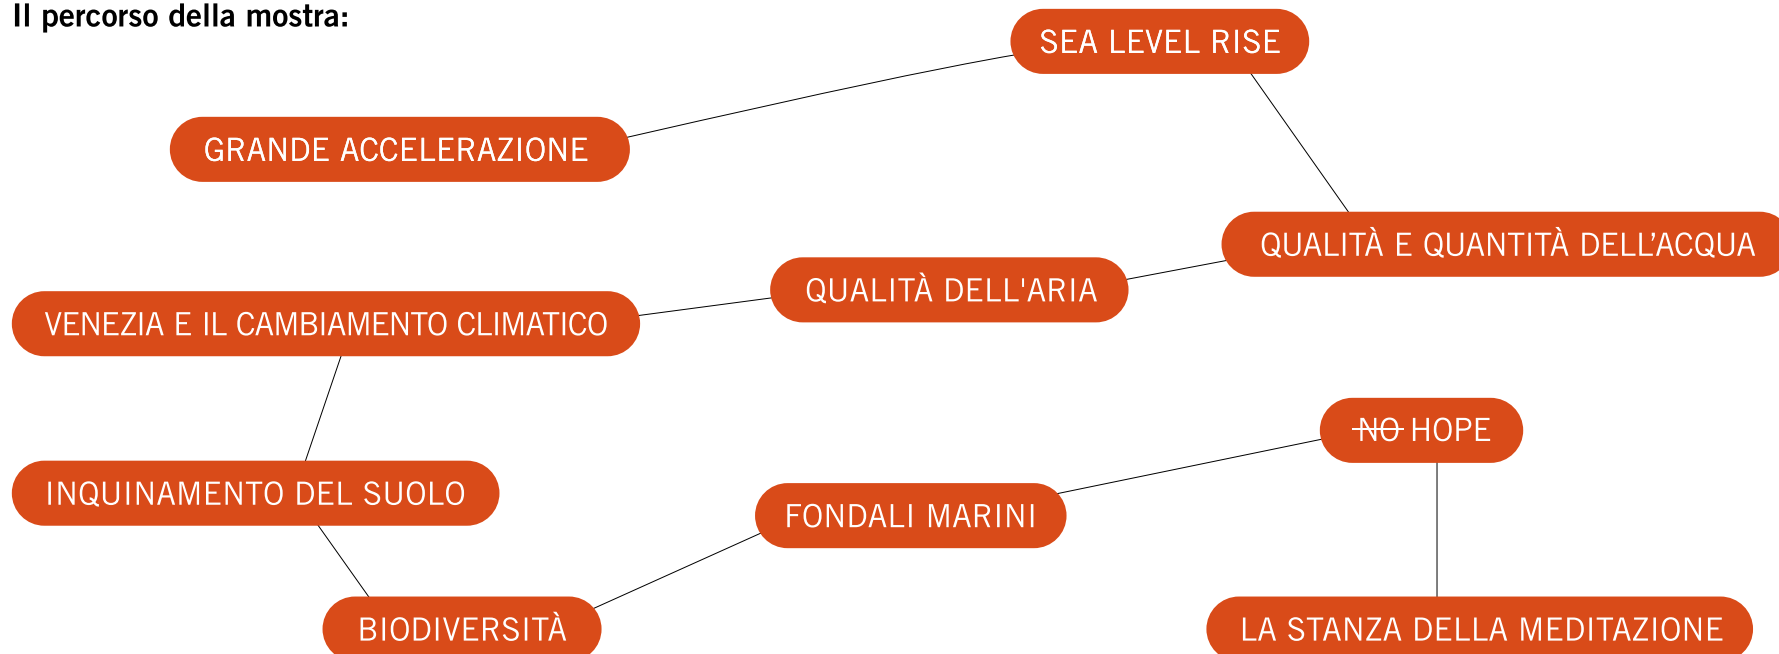 Il percorso della mostra:
SEA LEVEL RISE
GRANDE ACCELERAZIONE
QUALITÀ E QUANTITÀ DELL’ACQUA
QUALITÀ DELL'ARIA
VENEZIA E IL CAMBIAMENTO CLIMATICO
NO HOPE
INQUINAMENTO DEL SUOLO
FONDALI MARINI
BIODIVERSITÀ
LA STANZA DELLA MEDITAZIONE